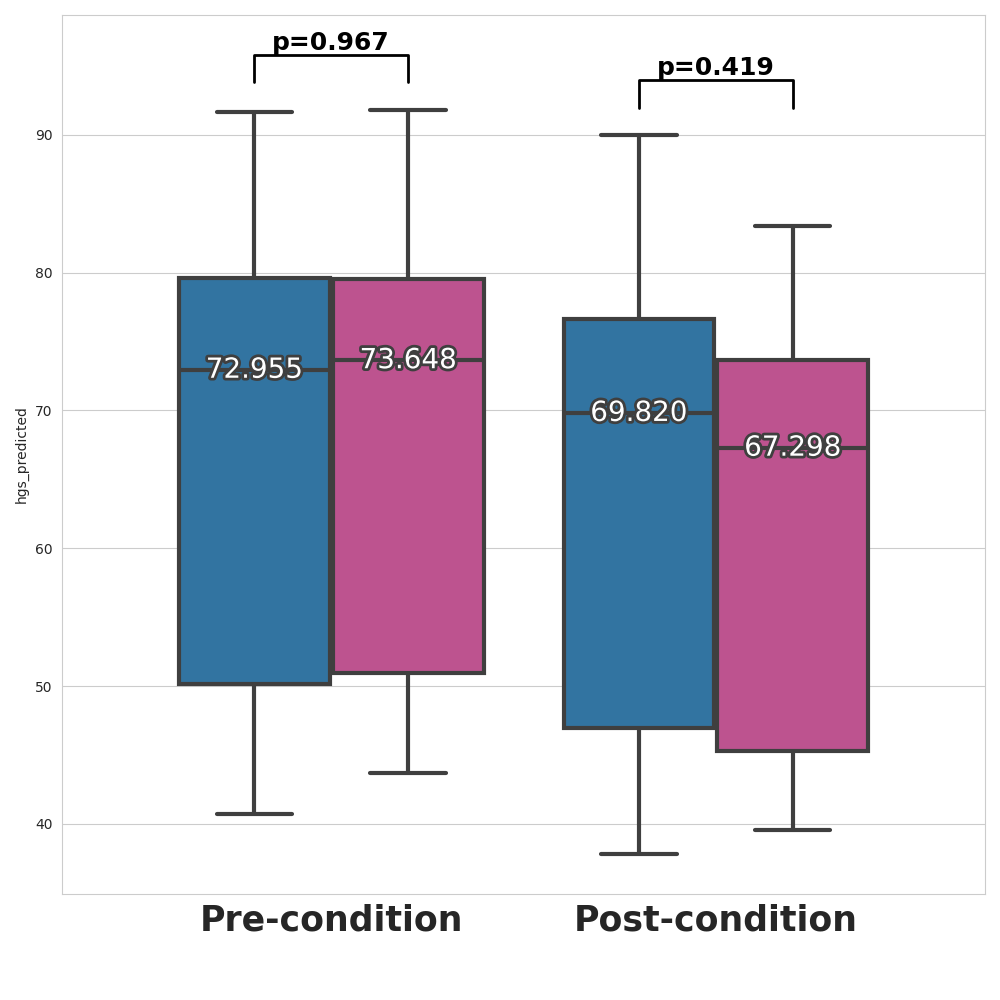 p=0.967
p=0.419
90
80
70
60
50
40
hgs_predicted
72.955
73.648
69.820
67.298
Pre-condition
Post-condition